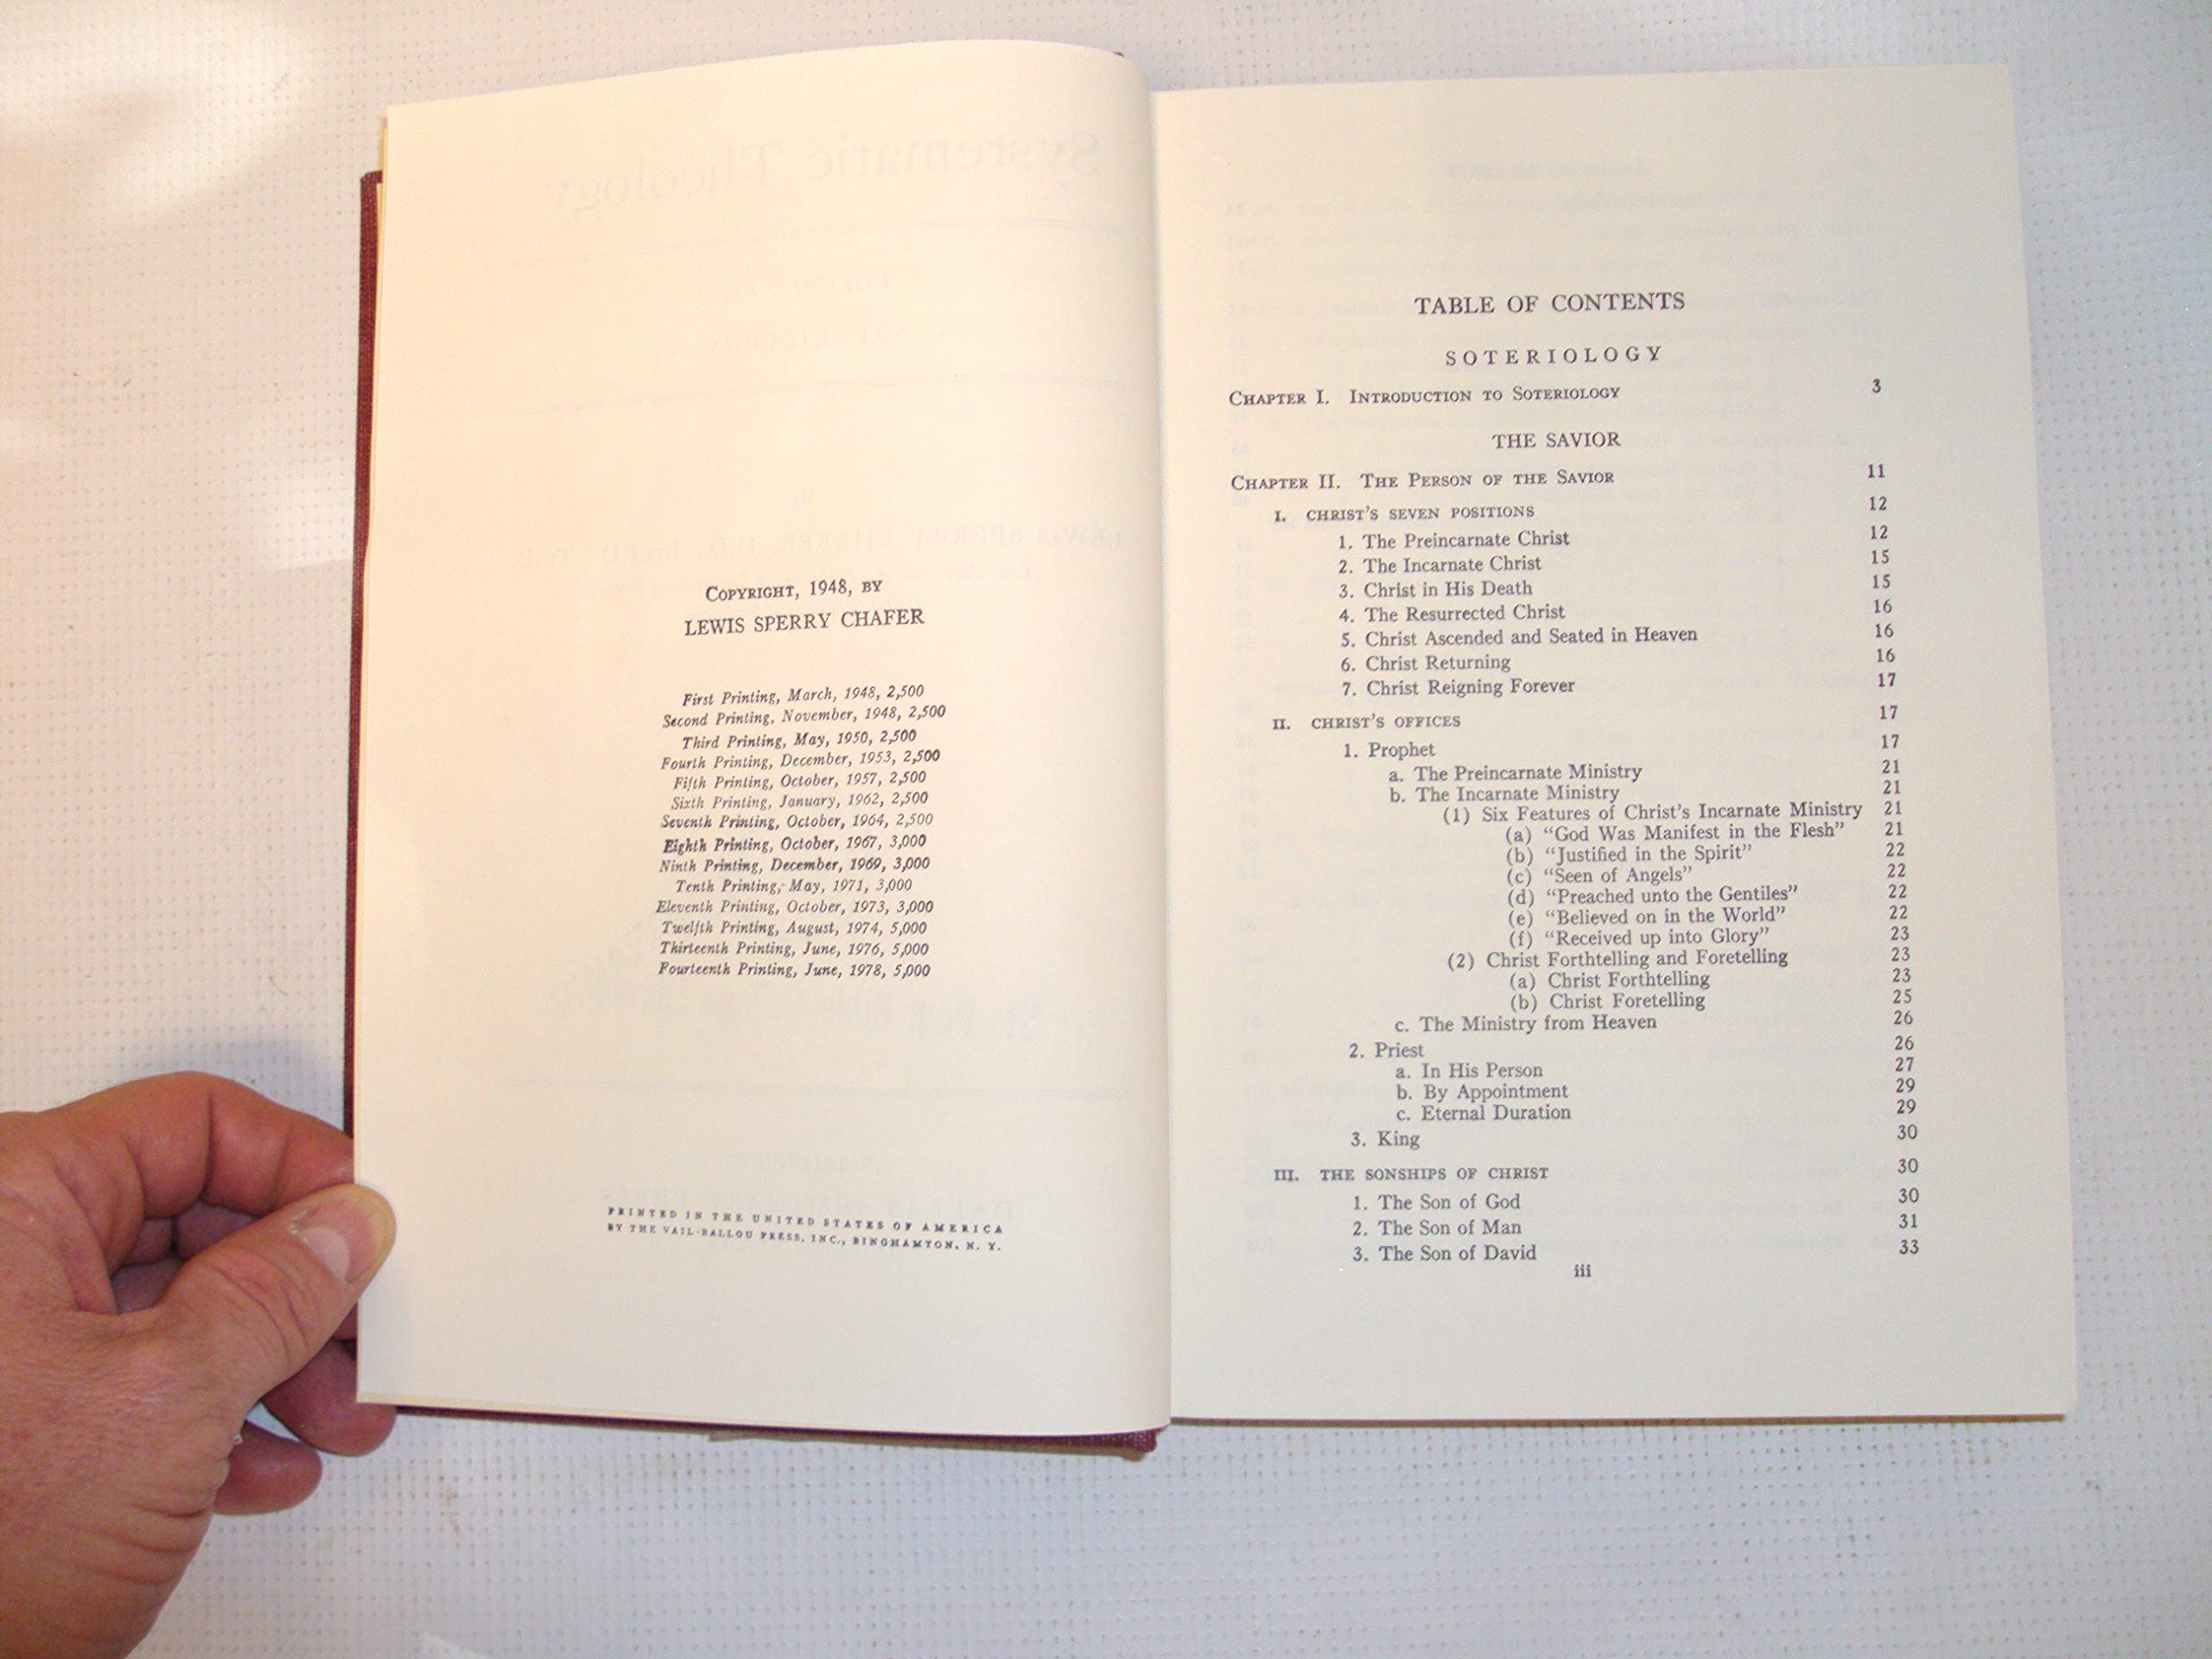 COPYRIGHT, 1948, BY
LEWIS SPERRY CHAFER
First Printing, March, 1948, 2,500
Second Printing, November, 1948, 2,500
Third Printing, May, 1950, 2,500
Fourth Printing, December, 1953, 2,500
Fifth Printing, October, 1957, 2,500
Sixth Printing, January, 1962, 2,500
Seventh Printing, October, 1964, 2,500
Eighth Printing, October, 1967, 3,000
Ninth Printing, December, 1969, 3,000
Tenth Printing, May, 1971, 3,000
Eleventh Printing, October, 1973, 3,000
Twelfth Printing, August, 1974, 5,000
Thirteenth Printing, June, 1976, 5,000
Fourteenth Printing, June, 1978, 5,000
PRINTED IN THE UNITED STATES OF AMERICA
BY THE VAIL-BALLOU PRESS, INC., BINGHAMTON, N. Y.
TABLE OF CONTENTS
SOTERIOLOGY
CHAPTER I. INTRODUCTION TO SOTERIOLOGY 3
THE SAVIOR
CHAPTER II. THE PERSON OF THE SAVIOR 11
I. CHRIST'S SEVEN POSITIONS 12
1. The Preincarnate Christ 12
2. The Incarnate Christ 15
3. Christ in His Death 15
4. The Resurrected Christ 16
5. Christ Ascended and Seated in Heaven 16
6. Christ Returning 16
7. Christ Reigning Forever 17
II. CHRIST'S OFFICES 17
1. Prophet 17
a. The Preincarnate Ministry 21
b. The Incarnate Ministry 21
(1) Six Features of Christ's Incarnate Ministry 21
(a) "God Was Manifest in the Flesh" 21
(b) "Justified in the Spirit" 22
(c) "Seen of Angels" 22
(d) "Preached unto the Gentiles" 22
(e) "Believed on in the World" 22
(f) "Received up into Glory" 23
(2) Christ Forthtelling and Foretelling 23
(a) Christ Forthtelling 23
(b) Christ Foretelling 25
c. The Ministry from Heaven 26
2. Priest 26
a. In His Person 27
b. By Appointment 29
c. Eternal Duration 29
3. King 30
III. THE SONSHIPS OF CHRIST 30
1. The Son of God 30
2. The Son of Man 31
3. The Son of David 33
iii